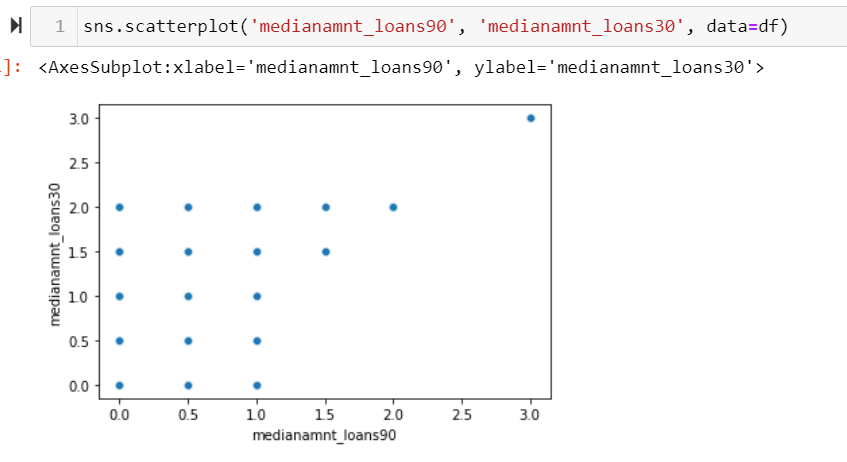 1 sns.scatterplot('medianamnt_loans90', 'medianamnt_loans30', data=df)
]: <AxesSubplot:xlabel='medianamnt_loans90', ylabel='medianamnt_loans30'>
3.0
2.5
2.0
1.5
1.0
0.5
0.0
medianamnt_loans30
0.0 0.5 1.0 1.5 2.0 2.5 3.0
medianamnt_loans90